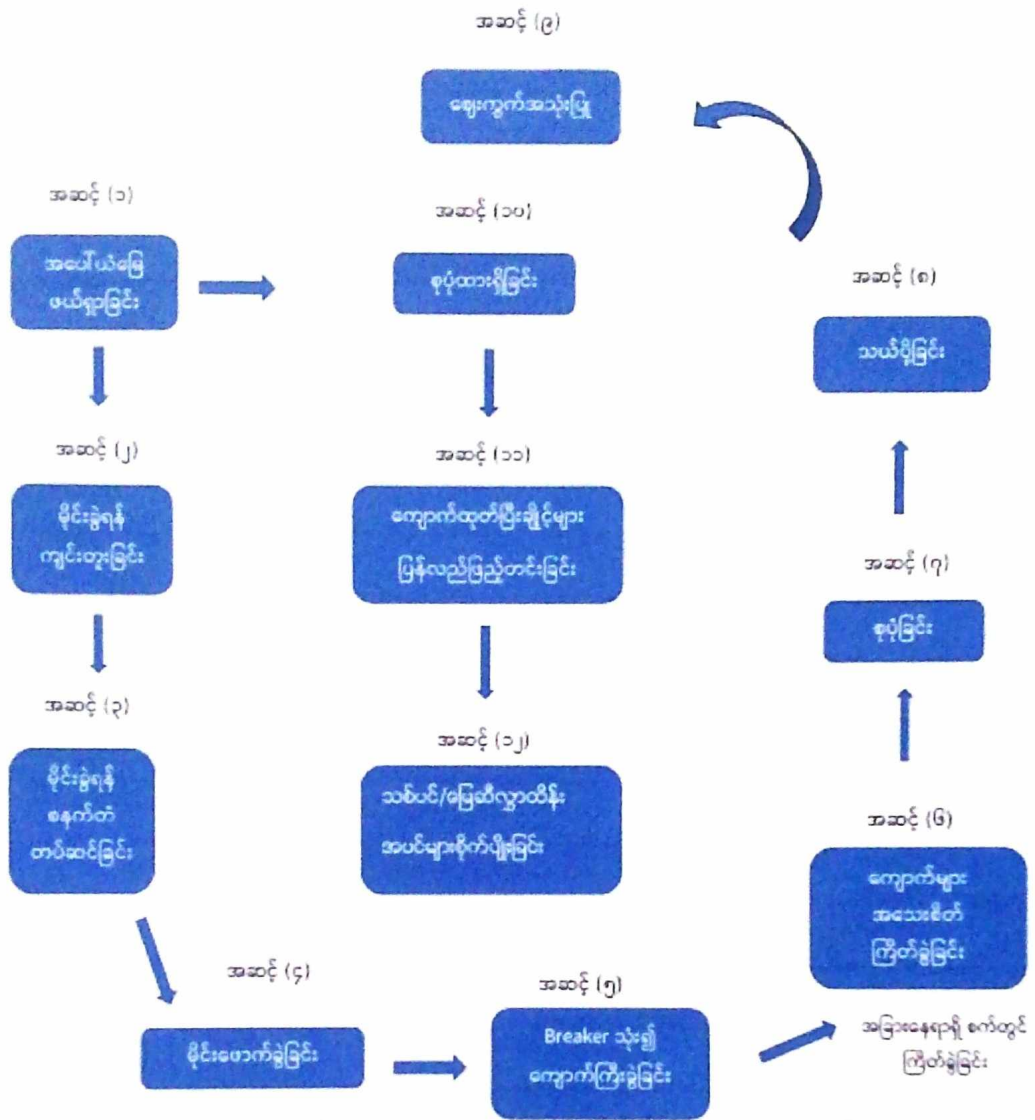 အဆင့် (၁)
အပေါ်ယံမြေ
ဖယ်ရှာခြင်း
အဆင့် (၂)
မိုင်းခွဲရန်
ကျင်းတူးခြင်း
အဆင့် (၃)
မိုင်းခွဲရန်
စနက်တံ
တပ်ဆင်ခြင်း
အဆင့် (၄)
မိုင်းဖောက်ခွဲခြင်း
အဆင့် (၅)
Breaker သုံး၍
ကျောက်ကြီးခွဲခြင်း
အဆင့် (၆)
ကျောက်များ
အသေးစိတ်
ကြိတ်ခွဲခြင်း
အခြားနေရာရှိ စက်တွင်
ကြိတ်ခွဲခြင်း
အဆင့် (၇)
စုပုံခြင်း
အဆင့် (၈)
သယ်ပို့ခြင်း
အဆင့် (၉)
ဈေးကွက်အသုံးပြု
အဆင့် (၁၀)
စုပုံထားရှိခြင်း
အဆင့် (၁၁)
ကျောက်ထုတ်ပြီးချိုင့်များ
ပြန်လည်ဖြည့်တင်းခြင်း
အဆင့် (၁၂)
သစ်ပင်/မြေဆီလွှာထိန်း
အပင်များစိုက်ပျိုးခြင်း